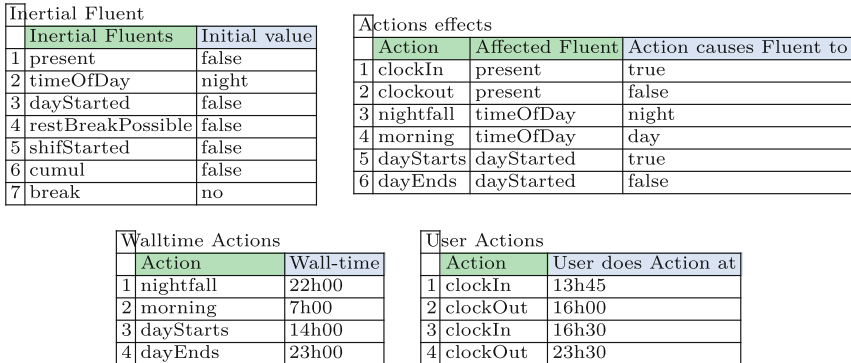 Inertial Fluent
Inertial Fluents Initial value
1 present false
2 timeOfDay night
3 dayStarted false
4 restBreakPossible false
5 shifStarted false
6 cumul false
7 break no
Actions effects
Action Affected Fluent Action causes Fluent to
1 clockIn present true
2 clockout present false
3 nightfall timeOfDay night
4 morning timeOfDay day
5 dayStarts dayStarted true
6 dayEnds dayStarted false
Walltime Actions
Action Wall-time
1 nightfall 22h00
2 morning 7h00
3 dayStarts 14h00
4 dayEnds 23h00
User Actions
Action User does Action at
1 clockIn 13h45
2 clockOut 16h00
3 clockIn 16h30
4 clockOut 23h30